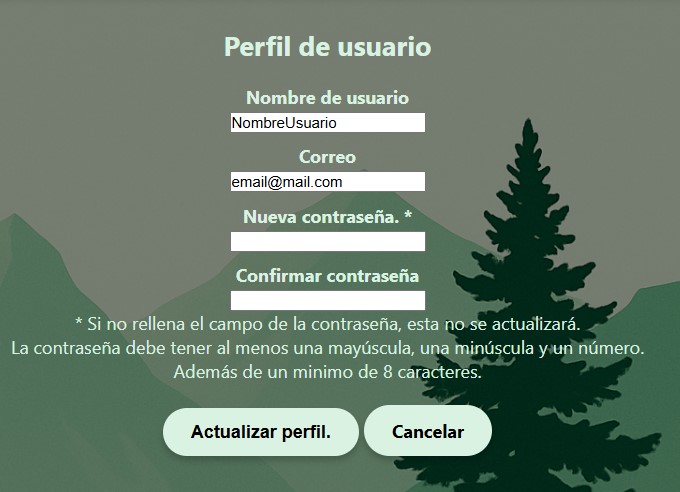 Perfil de usuario
Nombre de usuario
NombreUsuario
Correo
email@mail.com
Nueva contraseña. *
Confirmar contraseña
* Si no rellena el campo de la contraseña, esta no se actualizará.
La contraseña debe tener al menos una mayúscula, una minúscula y un número.
Además de un minimo de 8 caracteres.
Actualizar perfil. Cancelar